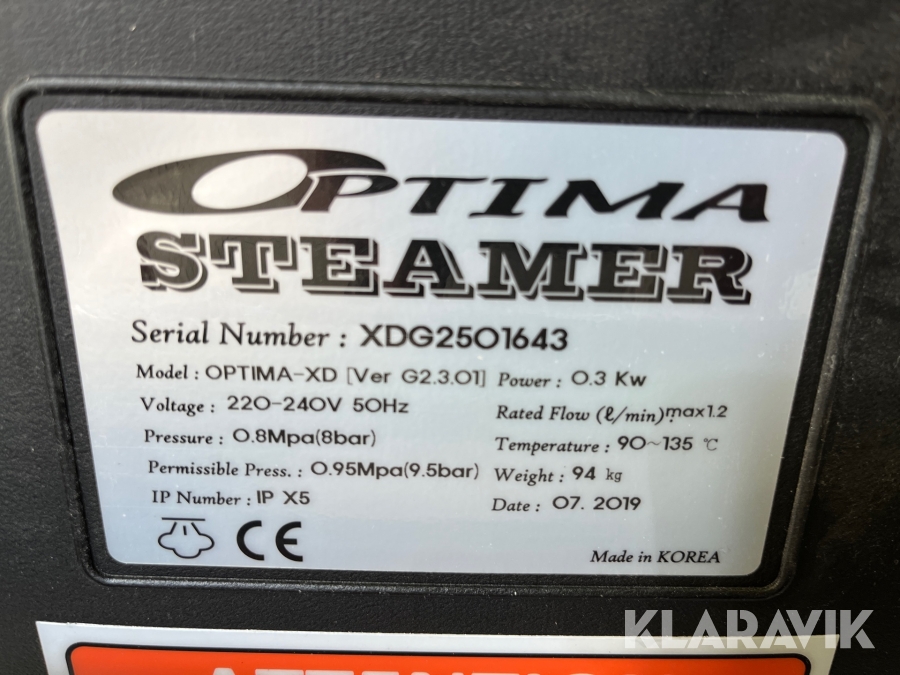 OPTIMA
STEAMER
Serial Number : XDG2501643
Model : OPTIMA-XD [Ver G2.3.01] Power : 0.3 Kw
Voltage : 220-240V 50Hz Rated Flow (ℓ/min) max1.2
Pressure : 0.8Mpa(8bar) Temperature : 90~135 ℃
Permissible Press. : 0.95Mpa(9.5bar) Weight : 94 kg
IP Number : IP X5 Date : 07. 2019
CE
Made in KOREA
KLARAVIK